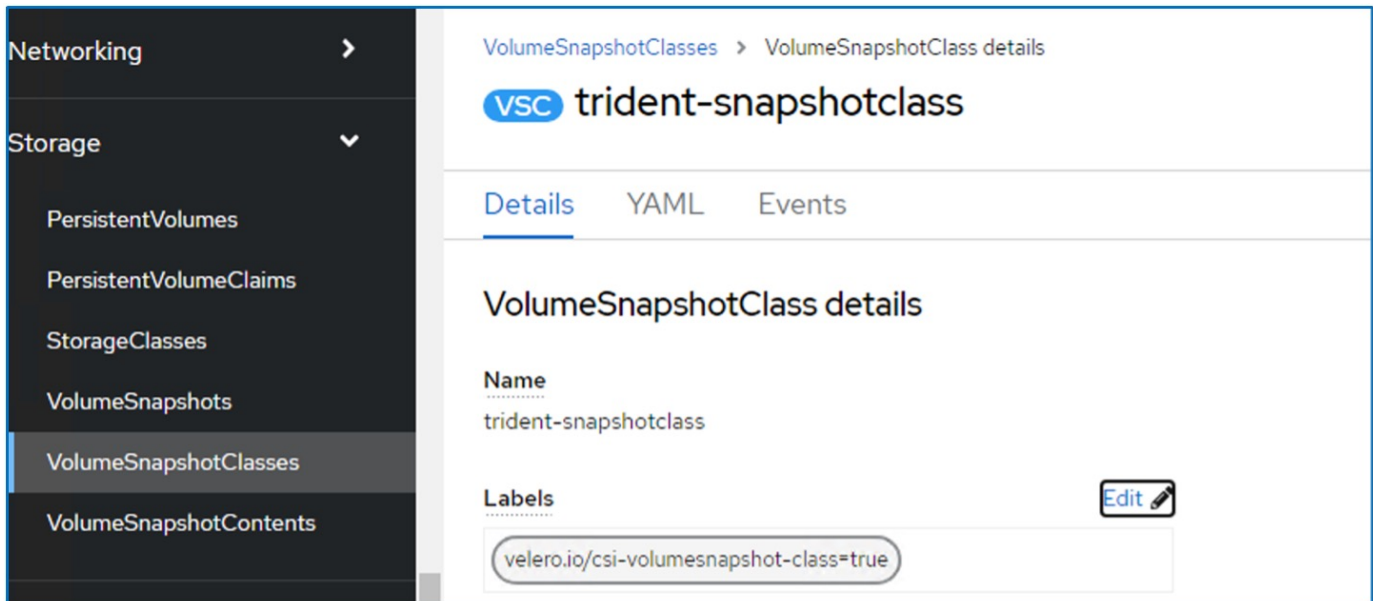 Networking
Storage
PersistentVolumes
PersistentVolumeClaims
StorageClasses
VolumeSnapshots
VolumeSnapshotClasses
VolumeSnapshotContents
VolumeSnapshotClasses > VolumeSnapshotClass details
VSC trident-snapshotclass
Details YAML Events
VolumeSnapshotClass details
Name
trident-snapshotclass
Labels Edit
velero.io/csi-volumesnapshot-class=true